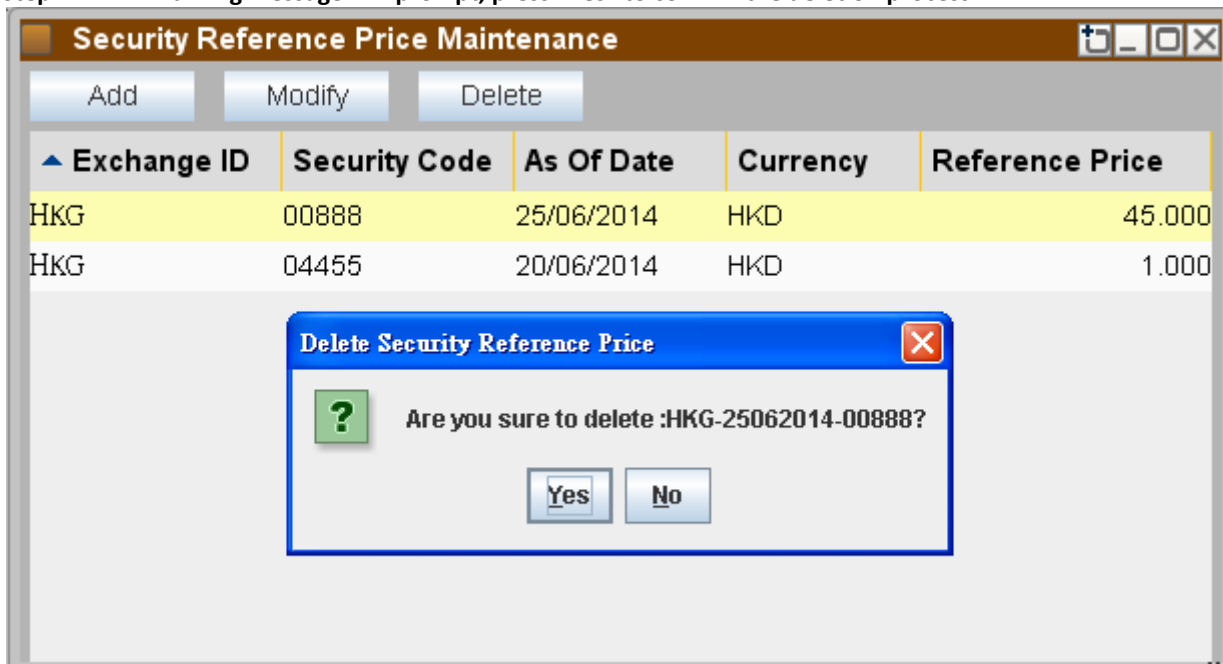 Security Reference Price Maintenance
Add Modify Delete
Exchange ID Security Code As Of Date Currency Reference Price
HKG 00888 25/06/2014 HKD 45.000
HKG 04455 20/06/2014 HKD 1.000
Delete Security Reference Price
? Are you sure to delete :HKG-25062014-00888?
Yes No